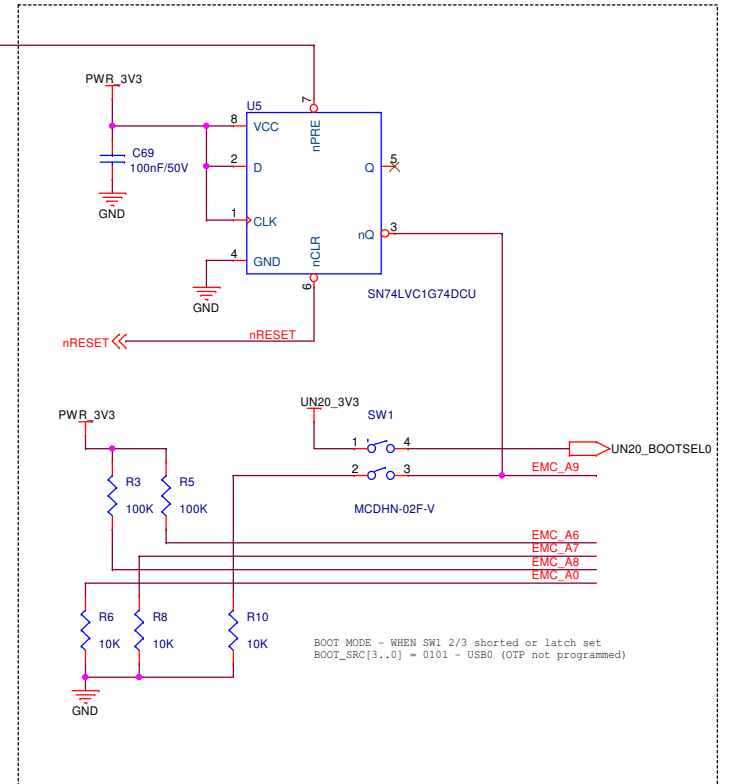 PWR_3V3
U5
7
nPRE
8
VCC
C69
100nF/50V
2
D
Q
5
GND
1
CLK
nQ
3
nCLR
4
GND
6
GND
SN74LVC1G74DCU
nRESET
nRESET
UN20_3V3
PWR_3V3
SW1
1
4
UN20_BOOTSEL0
2
3
EMC_A9
R3
R5
100K
100K
MCDHN-02F-V
EMC_A6
EMC_A7
EMC_A8
EMC_A0
R6
R8
R10
10K
10K
10K
BOOT MODE - WHEN SW1 2/3 shorted or latch set
BOOT_SRC[3..0] = 0101 - USB0 (OTP not programmed)
GND